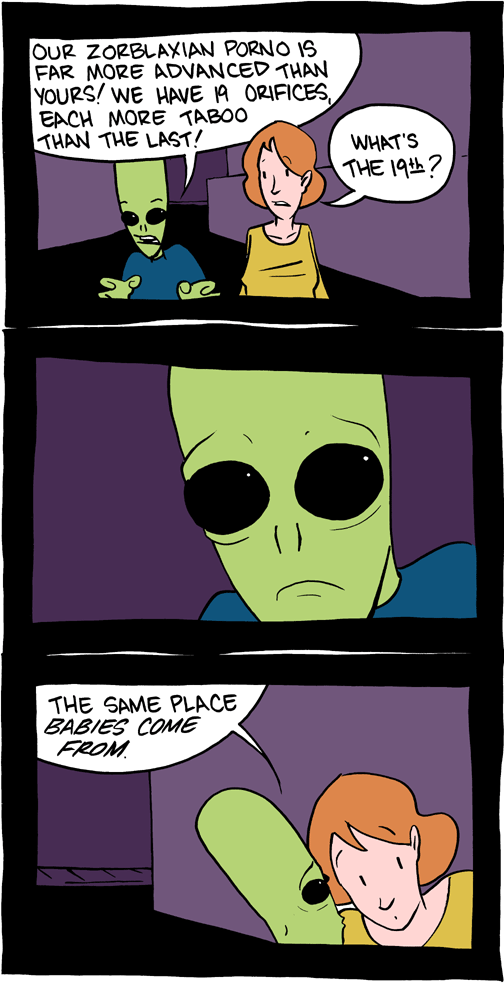 OUR ZORBLAXIAN PORNO IS
FAR MORE ADVANCED THAN
YOURS! WE HAVE 19 ORIFICES,
EACH MORE TABOO
THAN THE LAST!
WHAT'S
THE 19th?
THE SAME PLACE
BABIES COME
FROM.